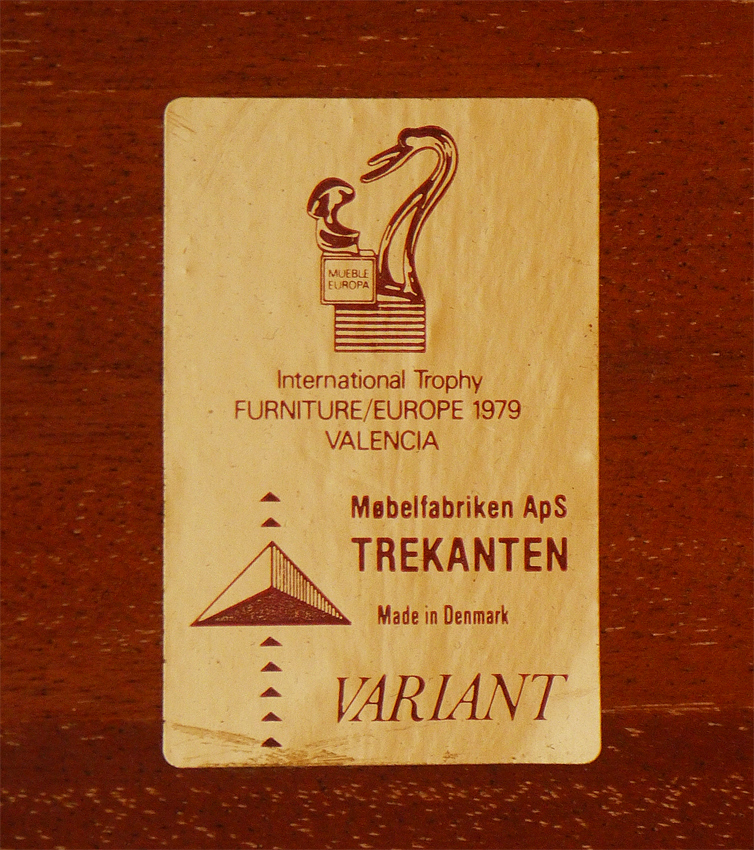 MUEBLE
EUROPA
International Trophy
FURNITURE/EUROPE 1979
VALENCIA
Møbelfabriken ApS
TREKANTEN
Made in Denmark
VARIANT